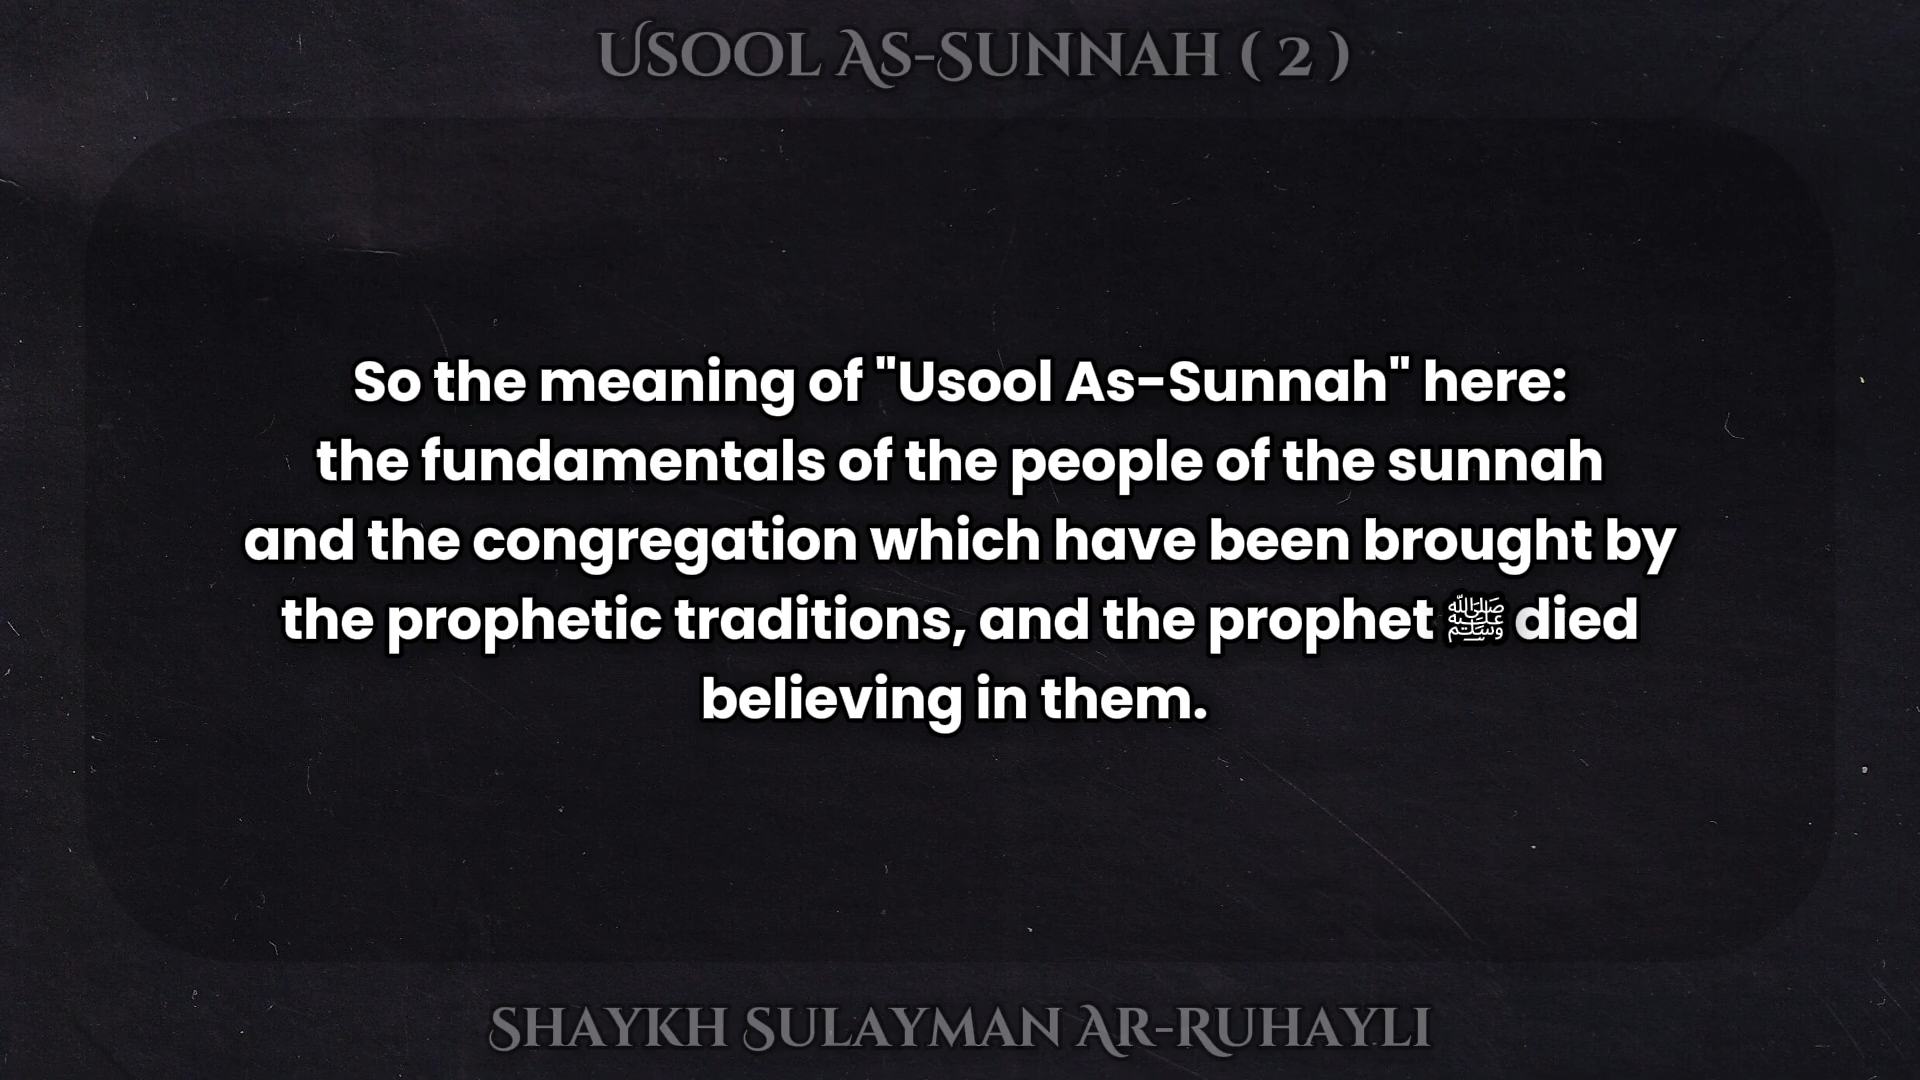 Usool As-Sunnah ( 2 )
So the meaning of "Usool As-Sunnah" here:
the fundamentals of the people of the sunnah
and the congregation which have been brought by
the prophetic traditions, and the prophet ﷺ died
believing in them.
Shaykh Sulayman Ar-Ruhayli